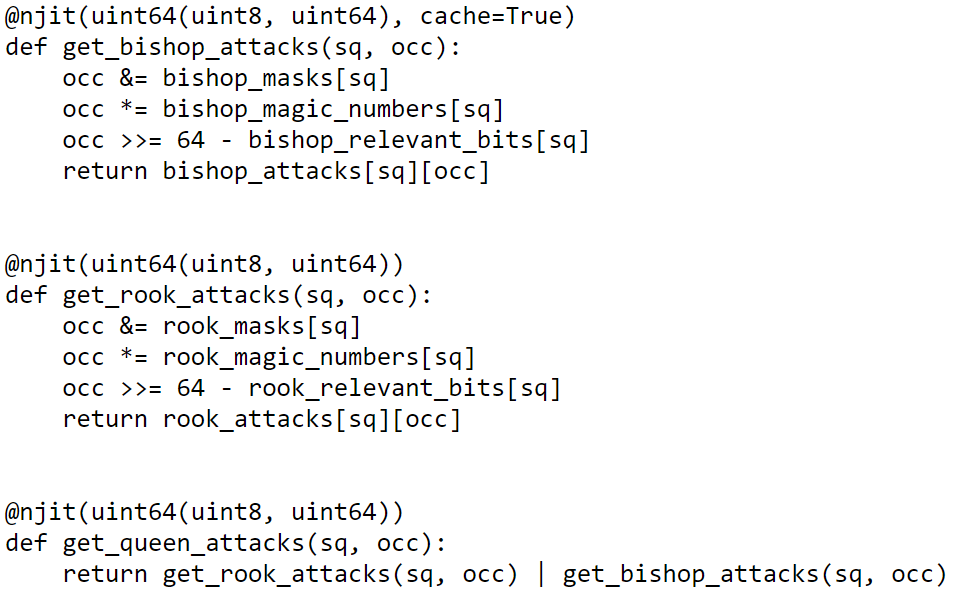 @njit(uint64(uint8, uint64), cache=True)
def get_bishop_attacks(sq, occ):
    occ &= bishop_masks[sq]
    occ *= bishop_magic_numbers[sq]
    occ >>= 64 - bishop_relevant_bits[sq]
    return bishop_attacks[sq][occ]


@njit(uint64(uint8, uint64))
def get_rook_attacks(sq, occ):
    occ &= rook_masks[sq]
    occ *= rook_magic_numbers[sq]
    occ >>= 64 - rook_relevant_bits[sq]
    return rook_attacks[sq][occ]


@njit(uint64(uint8, uint64))
def get_queen_attacks(sq, occ):
    return get_rook_attacks(sq, occ) | get_bishop_attacks(sq, occ)